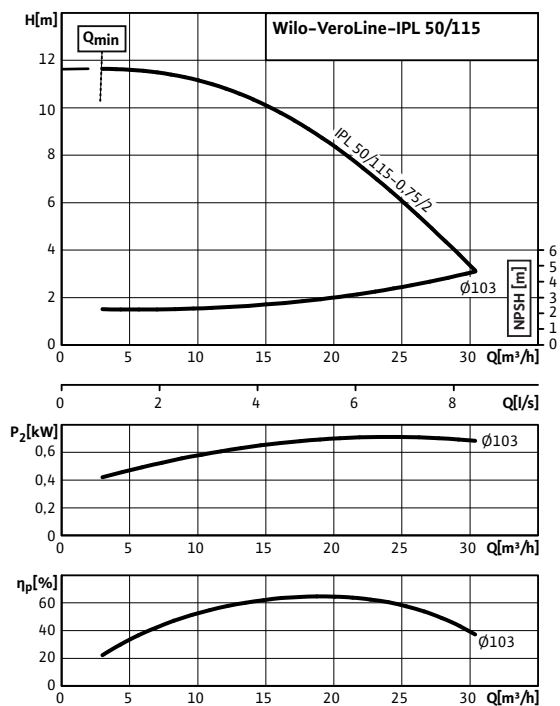 H[m]
Wilo-VeroLine-IPL 50/115
Qmin
12
10
8
6
4
2
0
IPL 50/115-0,75/2
Ø103
6
5
4
3
2
1
0
NPSH [m]
0 5 10 15 20 25 30 Q[m³/h]
0 2 4 6 8 Q[l/s]
P₂[kW]
0,6
0,4
0,2
0
Ø103
0 5 10 15 20 25 30 Q[m³/h]
ηp[%]
60
40
20
0
Ø103
0 5 10 15 20 25 30 Q[m³/h]